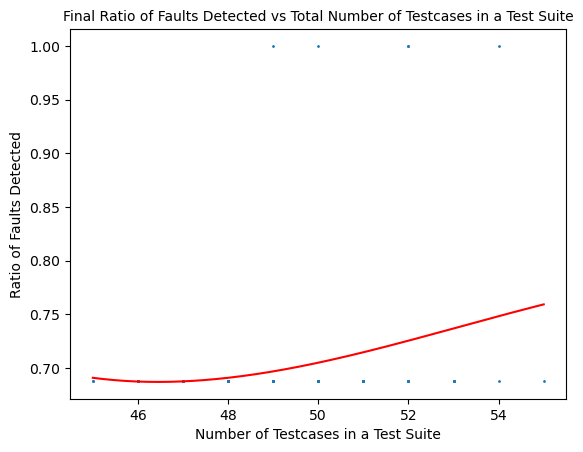 Final Ratio of Faults Detected vs Total Number of Testcases in a Test Suite
1.00
0.95
0.90
0.85
0.80
0.75
0.70
Ratio of Faults Detected
46 48 50 52 54
Number of Testcases in a Test Suite